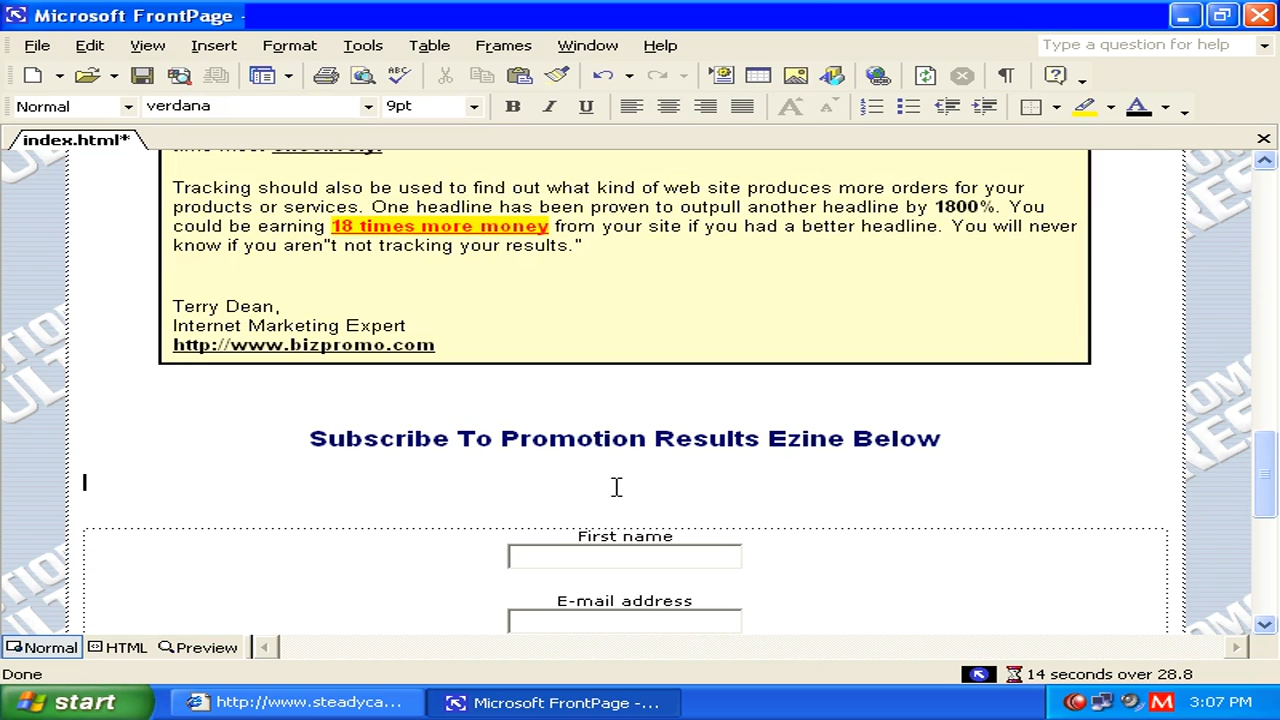 Microsoft FrontPage -
File Edit View Insert Format Tools Table Frames Window Help
Type a question for help
Normal verdana 9pt B I U A A A
index.html*
Tracking should also be used to find out what kind of web site produces more orders for your
products or services. One headline has been proven to outpull another headline by 1800%. You
could be earning 18 times more money from your site if you had a better headline. You will never
know if you aren"t not tracking your results."
Terry Dean,
Internet Marketing Expert
http://www.bizpromo.com
Subscribe To Promotion Results Ezine Below
First name
E-mail address
Normal HTML Preview
Done
14 seconds over 28.8
start
http://www.steadyca...
Microsoft FrontPage -...
M
3:07 PM